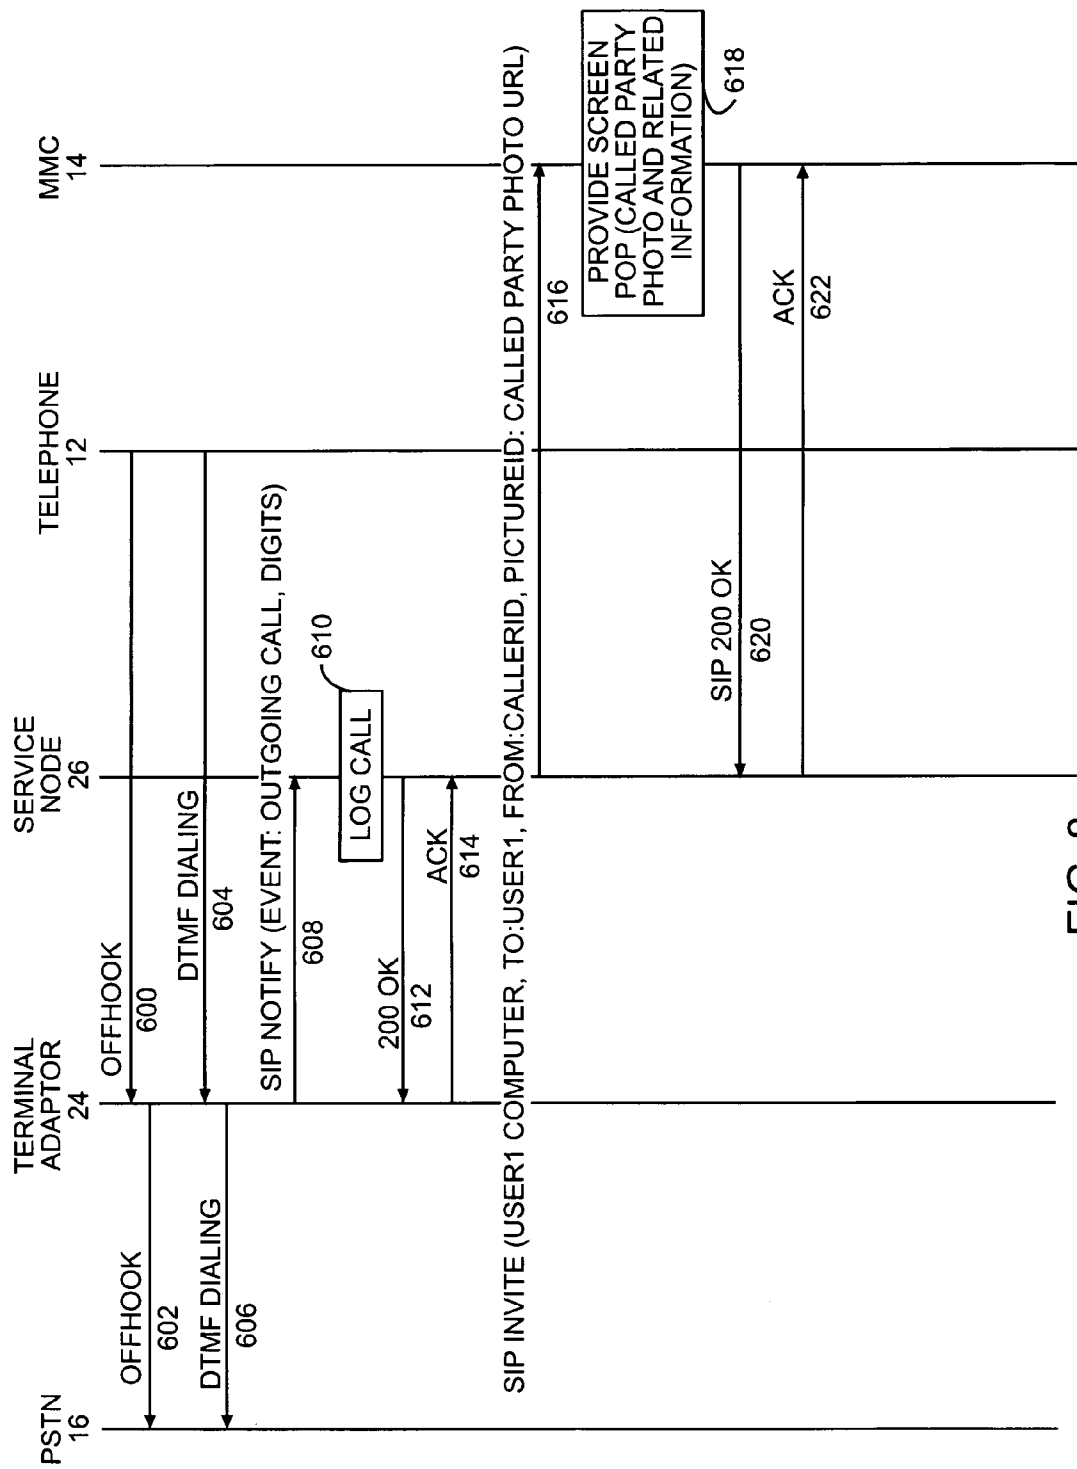 PSTN
16
TERMINAL
ADAPTOR
24
SERVICE
NODE
26
TELEPHONE
12
MMC
14
OFFHOOK
600
OFFHOOK
602
DTMF DIALING
604
DTMF DIALING
606
SIP NOTIFY (EVENT: OUTGOING CALL, DIGITS)
608
LOG CALL
610
200 OK
612
ACK
614
SIP INVITE (USER1 COMPUTER, TO:USER1, FROM:CALLERID, PICTUREID: CALLED PARTY PHOTO URL)
616
PROVIDE SCREEN
POP (CALLED PARTY
PHOTO AND RELATED
INFORMATION)
618
SIP 200 OK
620
ACK
622
FIG.